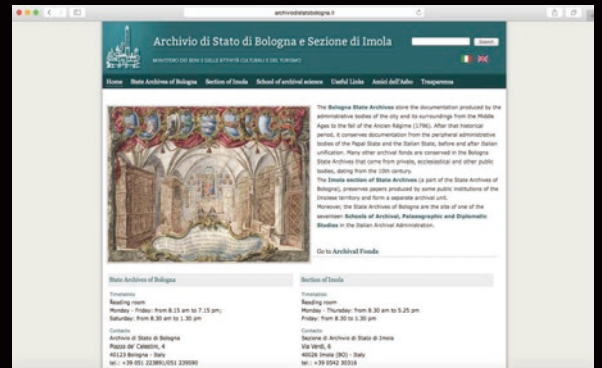 archiviodistatobologna.it
Archivio di Stato di Bologna e Sezione di Imola
Search
MINISTERO DEI BENI E DELLE ATTIVITÀ CULTURALI E DEL TURISMO
Home State Archives of Bologna Section of Imola School of archival science Useful Links Amici dell'Asbo Trasparenza
The Bologna State Archives store the documentation produced by the
administrative bodies of the city and its surroundings from the Middle
Ages to the fall of the Ancien Régime (1796). After that historical
period, it conserves documentation from the peripheral administrative
bodies of the Papal State and the Italian State, before and after Italian
unification. Many other archival fonds are conserved in the Bologna
State Archives that come from private, ecclesiastical and other public
bodies, dating from the 10th century.
The Imola section of State Archives (a part of the State Archives of
Bologna), preserves papers produced by some public institutions of the
Imolese territory and form a separate archival unit.
Moreover, the State Archives of Bologna are the site of one of the
seventeen Schools of Archival, Palaeographic and Diplomatic
Studies in the Italian Archival Administration.
Go to Archival Fonds
State Archives of Bologna
Timetables
Reading room
Monday - Friday: from 8.15 am to 7.15 pm;
Saturday: from 8.30 am to 1.30 pm
Contacts
Archivio di Stato di Bologna
Piazza de' Celestini, 4
40123 Bologna - Italy
tel.: +39 051 223891/051 239590
Section of Imola
Timetables
Reading room
Monday - Thursday: from 8.30 am to 5.25 pm
Friday: from 8.30 to 1.30 pm
Contacts
Sezione di Archivio di Stato di Imola
Via Verdi, 6
40026 Imola (BO) - Italy
tel.: +39 0542 30316